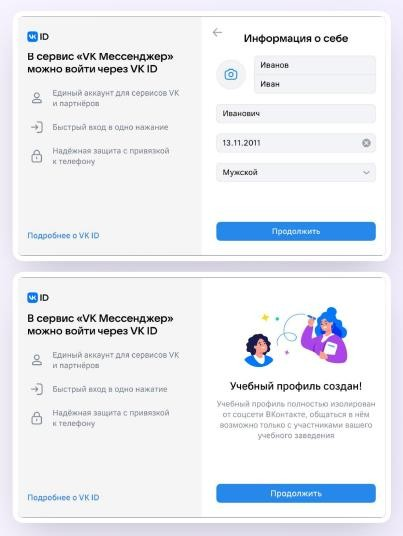 VK ID
В сервис «VK Мессенджер»
можно войти через VK ID
Единый аккаунт для сервисов VK
и партнёров
Быстрый вход в одно нажание
Надёжная защита с привязкой
к телефону
Подробнее о VK ID
Информация о себе
Иванов
Иван
Иванович
13.11.2011
Мужской
Продолжить
VK ID
В сервис «VK Мессенджер»
можно войти через VK ID
Единый аккаунт для сервисов VK
и партнёров
Быстрый вход в одно нажатие
Надёжная защита с привязкой
к телефону
Подробнее о VK ID
Учебный профиль создан!
Учебный профиль полностью изолирован
от соцсети ВКонтакте, общаться в нём
возможно только с участниками вашего
учебного заведения
Продолжить